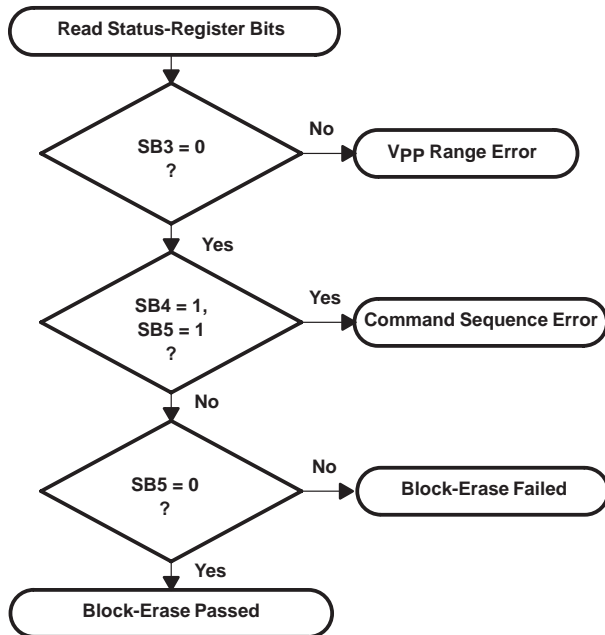 Read Status-Register Bits
SB3 = 0
?
No
VPP Range Error
Yes
SB4 = 1,
SB5 = 1
?
Yes
Command Sequence Error
No
SB5 = 0
?
No
Block-Erase Failed
Yes
Block-Erase Passed